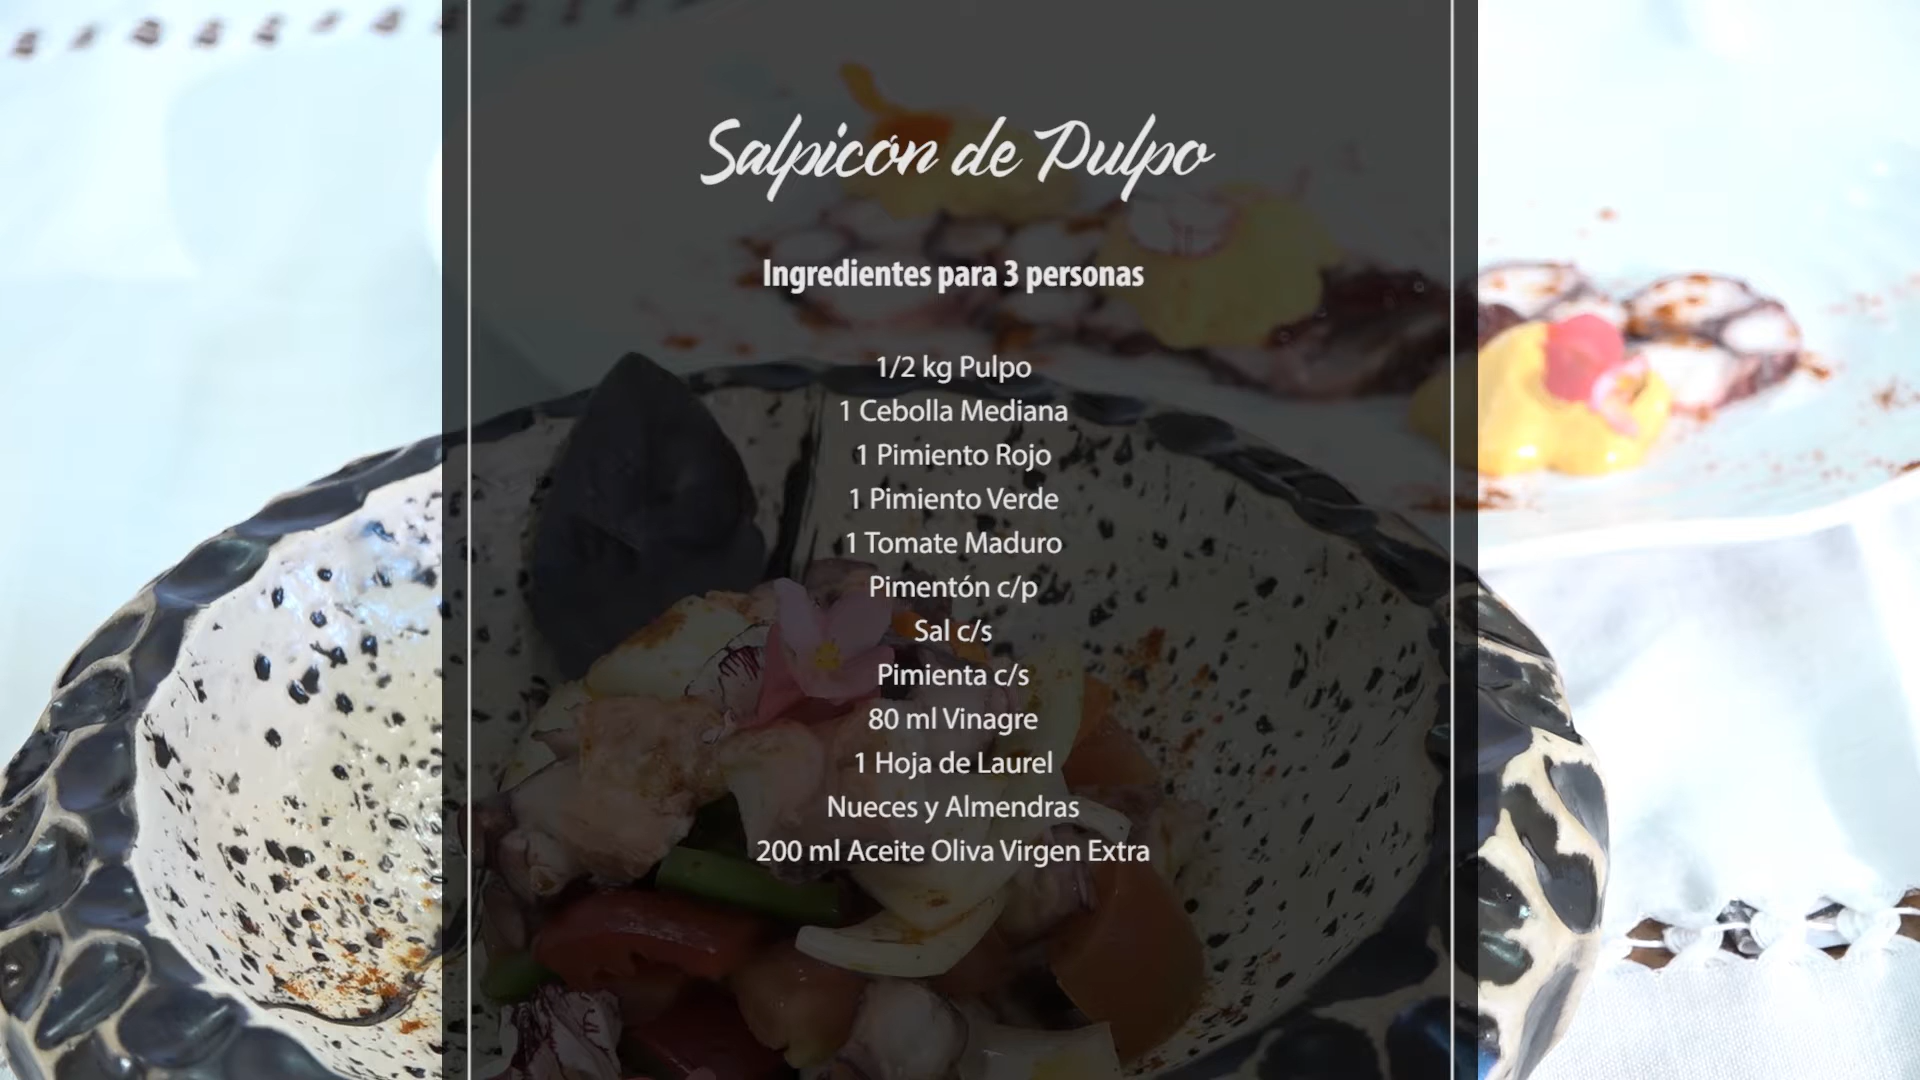 Salpicón de Pulpo
Ingredientes para 3 personas
1/2 kg Pulpo
1 Cebolla Mediana
1 Pimiento Rojo
1 Pimiento Verde
1 Tomate Maduro
Pimentón c/p
Sal c/s
Pimienta c/s
80 ml Vinagre
1 Hoja de Laurel
Nueces y Almendras
200 ml Aceite Oliva Virgen Extra